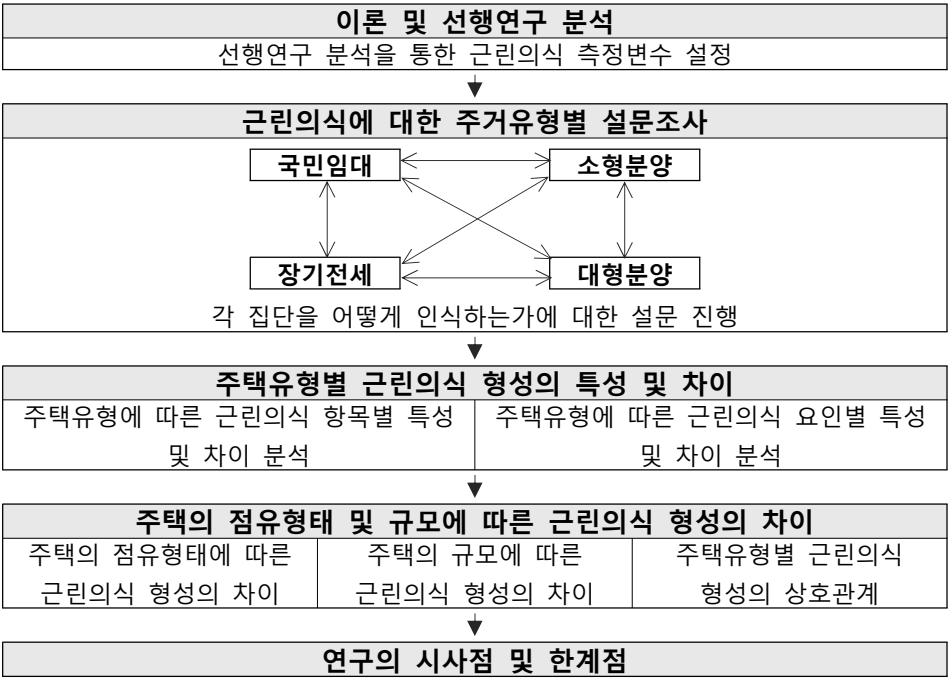 이론 및 선행연구 분석
선행연구 분석을 통한 근린의식 측정변수 설정
근린의식에 대한 주거유형별 설문조사
국민임대
소형분양
장기전세
대형분양
각 집단을 어떻게 인식하는가에 대한 설문 진행
주택유형별 근린의식 형성의 특성 및 차이
주택유형에 따른 근린의식 항목별 특성
및 차이 분석
주택유형에 따른 근린의식 요인별 특성
및 차이 분석
주택의 점유형태 및 규모에 따른 근린의식 형성의 차이
주택의 점유형태에 따른
근린의식 형성의 차이
주택의 규모에 따른
근린의식 형성의 차이
주택유형별 근린의식
형성의 상호관계
연구의 시사점 및 한계점